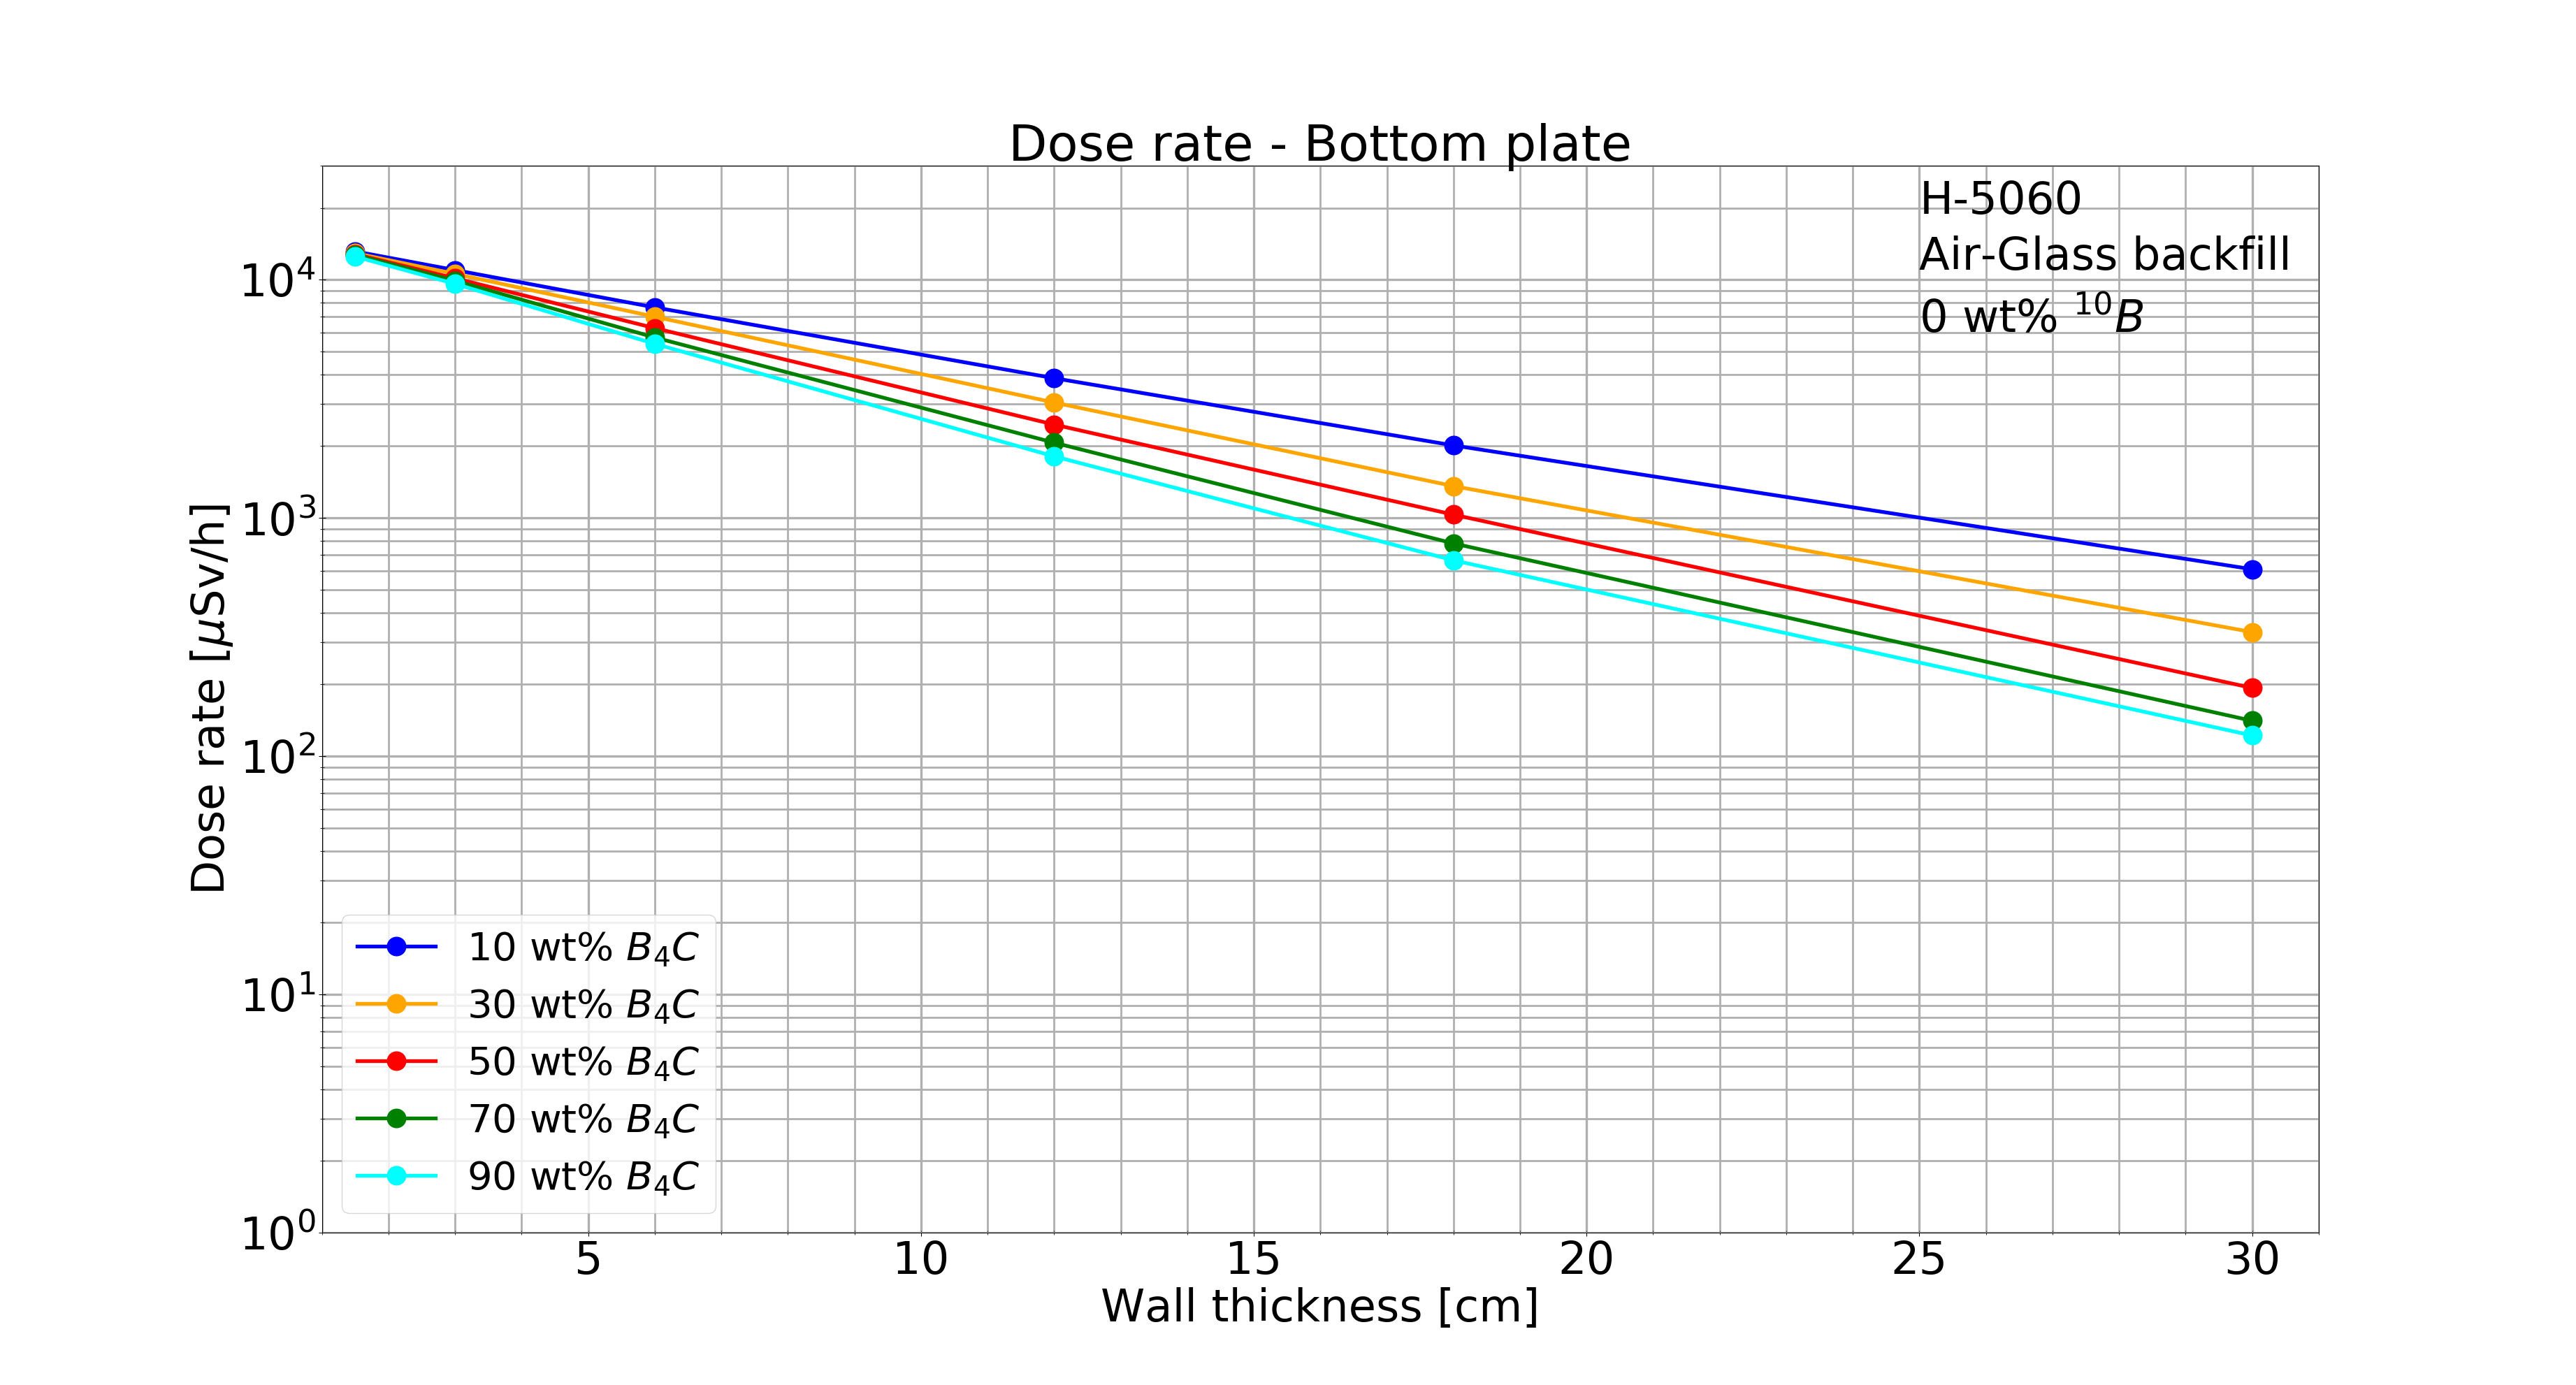 Dose rate - Bottom plate
H-5060
Air-Glass backfill
0 wt% ¹⁰B
Dose rate [μSv/h]
10⁴
10³
10²
10¹
10⁰
10 wt% B₄C
30 wt% B₄C
50 wt% B₄C
70 wt% B₄C
90 wt% B₄C
5 10 15 20 25 30
Wall thickness [cm]